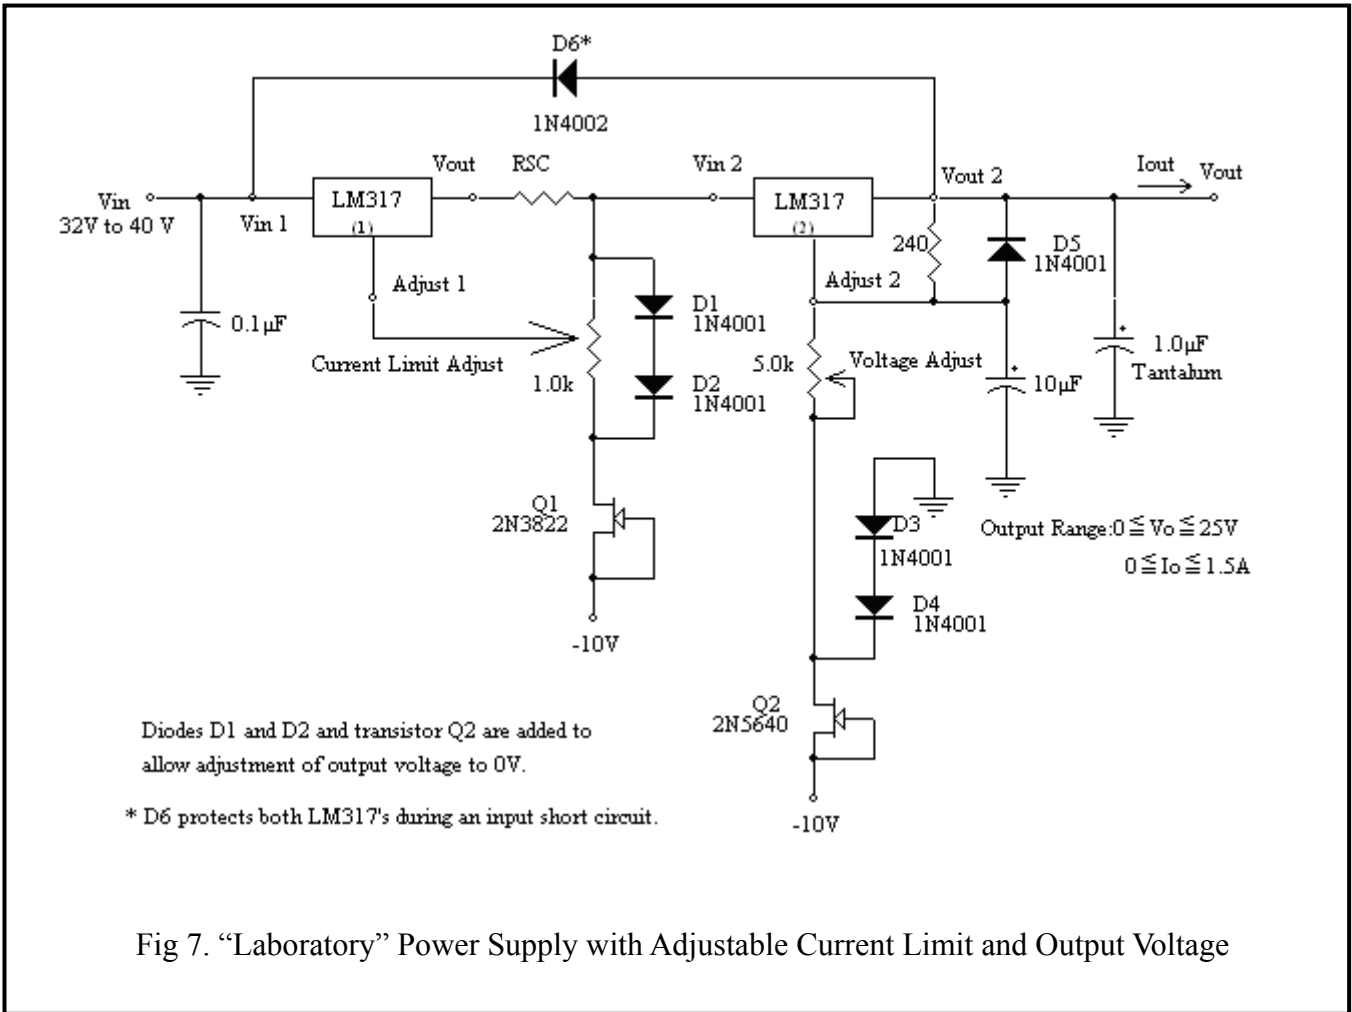 D6*
1N4002
Vin
32V to 40 V
Vin 1
LM317
(1)
Vout
RSC
Vin 2
LM317
(2)
Vout 2
Iout
Vout
Adjust 1
0.1µF
Current Limit Adjust
1.0k
D1
1N4001
D2
1N4001
240
D5
1N4001
Adjust 2
5.0k
Voltage Adjust
10µF
+
1.0µF
Tantalum
+
Q1
2N3822
-10V
D3
1N4001
D4
1N4001
Output Range:0≦Vo≦25V
0≦Io≦1.5A
Q2
2N5640
-10V
Diodes D1 and D2 and transistor Q2 are added to
allow adjustment of output voltage to 0V.
* D6 protects both LM317's during an input short circuit.
Fig 7. “Laboratory” Power Supply with Adjustable Current Limit and Output Voltage